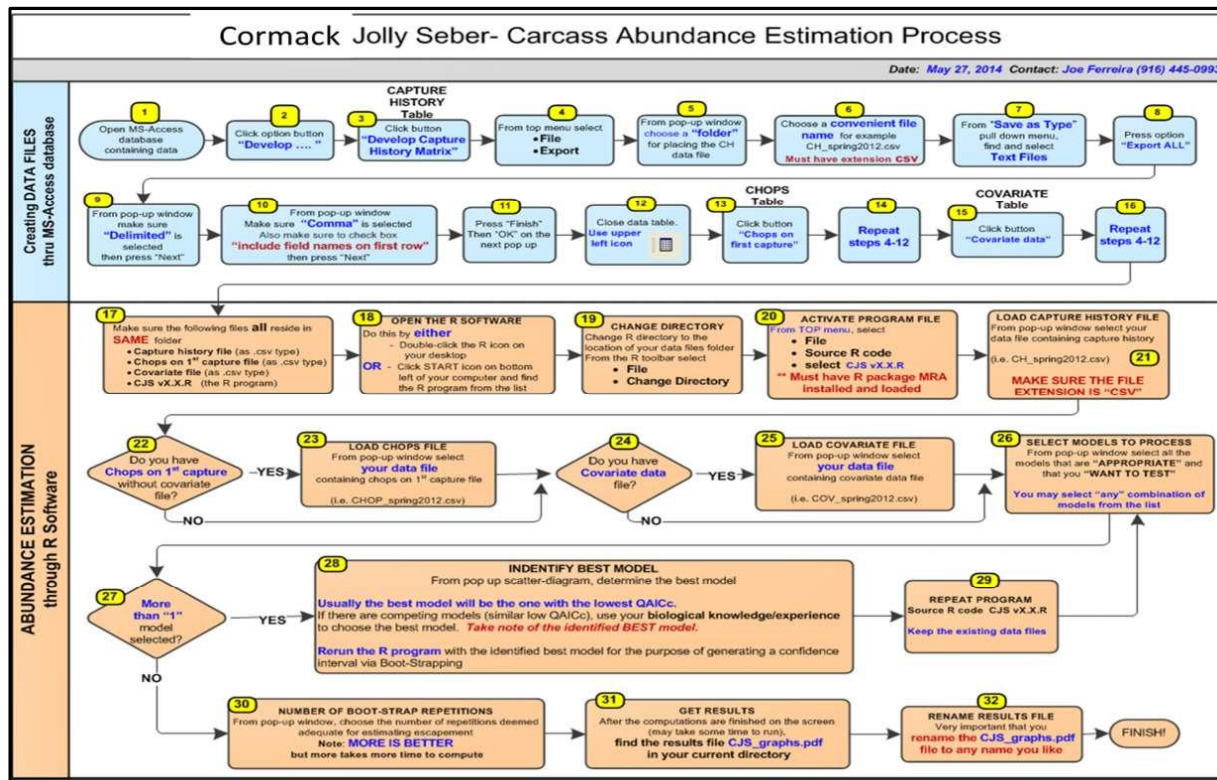 Cormack Jolly Seber- Carcass Abundance Estimation Process
Date: May 27, 2014 Contact: Joe Ferreira (916) 445-0993
Creating DATA FILES
thru MS-Access database
1
Open MS-Access
database
containing data
2
Click option button
“Develop .... ”
CAPTURE
HISTORY
Table
3
Click button
“Develop Capture
History Matrix”
4
From top menu select
• File
• Export
5
From pop-up window
choose a “folder”
for placing the CH
data file
6
Choose a convenient file
name for example
CH_spring2012.csv
Must have extension CSV
7
From “Save as Type”
pull down menu,
find and select
Text Files
8
Press option
“Export ALL”
9
From pop-up window
make sure
“Delimited” is
selected
then press “Next”
10
From pop-up window
Make sure “Comma” is selected
Also make sure to check box
“include field names on first row”
then press “Next”
11
Press “Finish”
Then “OK” on the
next pop up
12
Close data table.
Use upper
left icon
CHOPS
Table
13
Click button
“Chops on
first capture”
14
Repeat
steps 4-12
COVARIATE
Table
15
Click button
“Covariate data”
16
Repeat
steps 4-12
ABUNDANCE ESTIMATION
through R Software
17
Make sure the following files all reside in
SAME folder
• Capture history file (as .csv type)
• Chops on 1st capture file (as .csv type)
• Covariate file (as .csv type)
• CJS vX.X.R (the R program)
18
OPEN THE R SOFTWARE
Do this by either
- Double-click the R icon on
your desktop
OR - Click START icon on bottom
left of your computer and find
the R program from the list
19
CHANGE DIRECTORY
Change R directory to the
location of your data files folder
From the R toolbar select
• File
• Change Directory
20
ACTIVATE PROGRAM FILE
From TOP menu, select
• File
• Source R code
• select CJS vX.X.R
** Must have R package MRA
installed and loaded
LOAD CAPTURE HISTORY FILE
From pop-up window select your
data file containing capture history
(i.e. CH_spring2012.csv)
21
MAKE SURE THE FILE
EXTENSION IS “CSV”
22
Do you have
Chops on 1st capture
without covariate
file?
YES
NO
23
LOAD CHOPS FILE
From pop-up window select
your data file
containing chops on 1st capture file
(i.e. CHOP_spring2012.csv)
24
Do you have
Covariate data
file?
YES
NO
25
LOAD COVARIATE FILE
From pop-up window select
your data file
containing covariate data file
(i.e. COV_spring2012.csv)
26
SELECT MODELS TO PROCESS
From pop-up window select all the
models that are “APPROPRIATE” and
that you “WANT TO TEST”
You may select “any” combination of
models from the list
27
More
than “1”
model
selected?
YES
NO
28
INDENTIFY BEST MODEL
From pop up scatter-diagram, determine the best model
Usually the best model will be the one with the lowest QAICc.
If there are competing models (similar low QAICc), use your biological knowledge/experience
to choose the best model. Take note of the identified BEST model.
Rerun the R program with the identified best model for the purpose of generating a confidence
interval via Boot-Strapping
29
REPEAT PROGRAM
Source R code CJS vX.X.R
Keep the existing data files
30
NUMBER OF BOOT-STRAP REPETITIONS
From pop-up window, choose the number of repetitions deemed
adequate for estimating escapement
Note: MORE IS BETTER
but more takes more time to compute
31
GET RESULTS
After the computations are finished on the screen
(may take some time to run),
find the results file CJS_graphs.pdf
in your current directory
32
RENAME RESULTS FILE
Very important that you
rename the CJS_graphs.pdf
file to any name you like
FINISH!